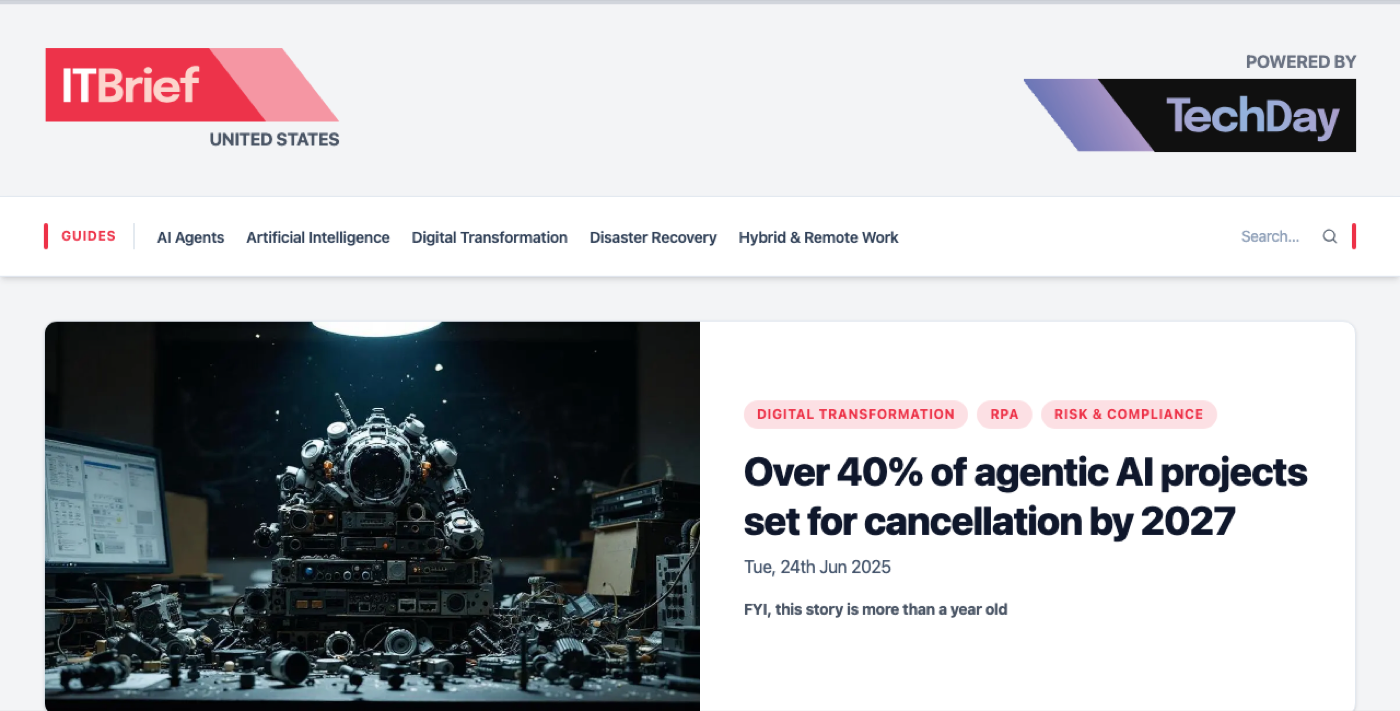 ITBrief
UNITED STATES
POWERED BY
TechDay
GUIDES
AI Agents
Artificial Intelligence
Digital Transformation
Disaster Recovery
Hybrid & Remote Work
Search...
DIGITAL TRANSFORMATION
RPA
RISK & COMPLIANCE
Over 40% of agentic AI projects
set for cancellation by 2027
Tue, 24th Jun 2025
FYI, this story is more than a year old